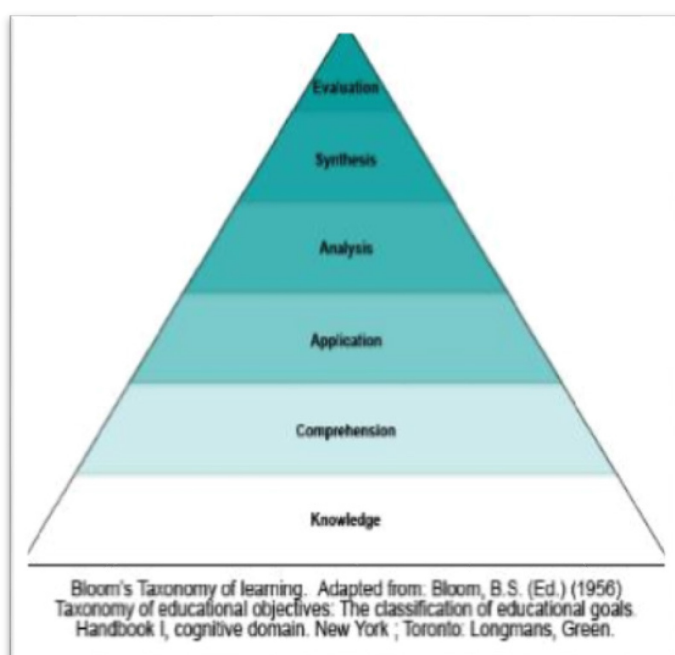 Evaluation
Synthesis
Analysis
Application
Comprehension
Knowledge
Bloom's Taxonomy of learning. Adapted from: Bloom, B.S. (Ed.) (1956)
Taxonomy of educational objectives: The classification of educational goals.
Handbook I, cognitive domain. New York ; Toronto: Longmans, Green.